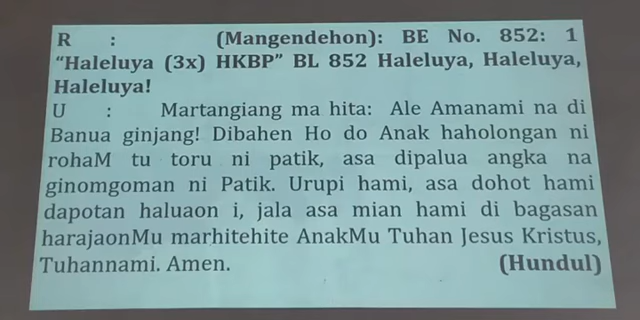 R : (Mangendehon): BE No. 852: 1
“Haleluya (3x) HKBP” BL 852 Haleluya, Haleluya,
Haleluya!
U : Martangiang ma hita: Ale Amanami na di
Banua ginjang! Dibahen Ho do Anak haholongan ni
rohaM tu toru ni patik, asa dipalua angka na
ginomgoman ni Patik. Urupi hami, asa dohot hami
dapotan haluaon i, jala asa mian hami di bagasan
harajaonMu marhitehite AnakMu Tuhan Jesus Kristus,
Tuhannami. Amen. (Hundul)